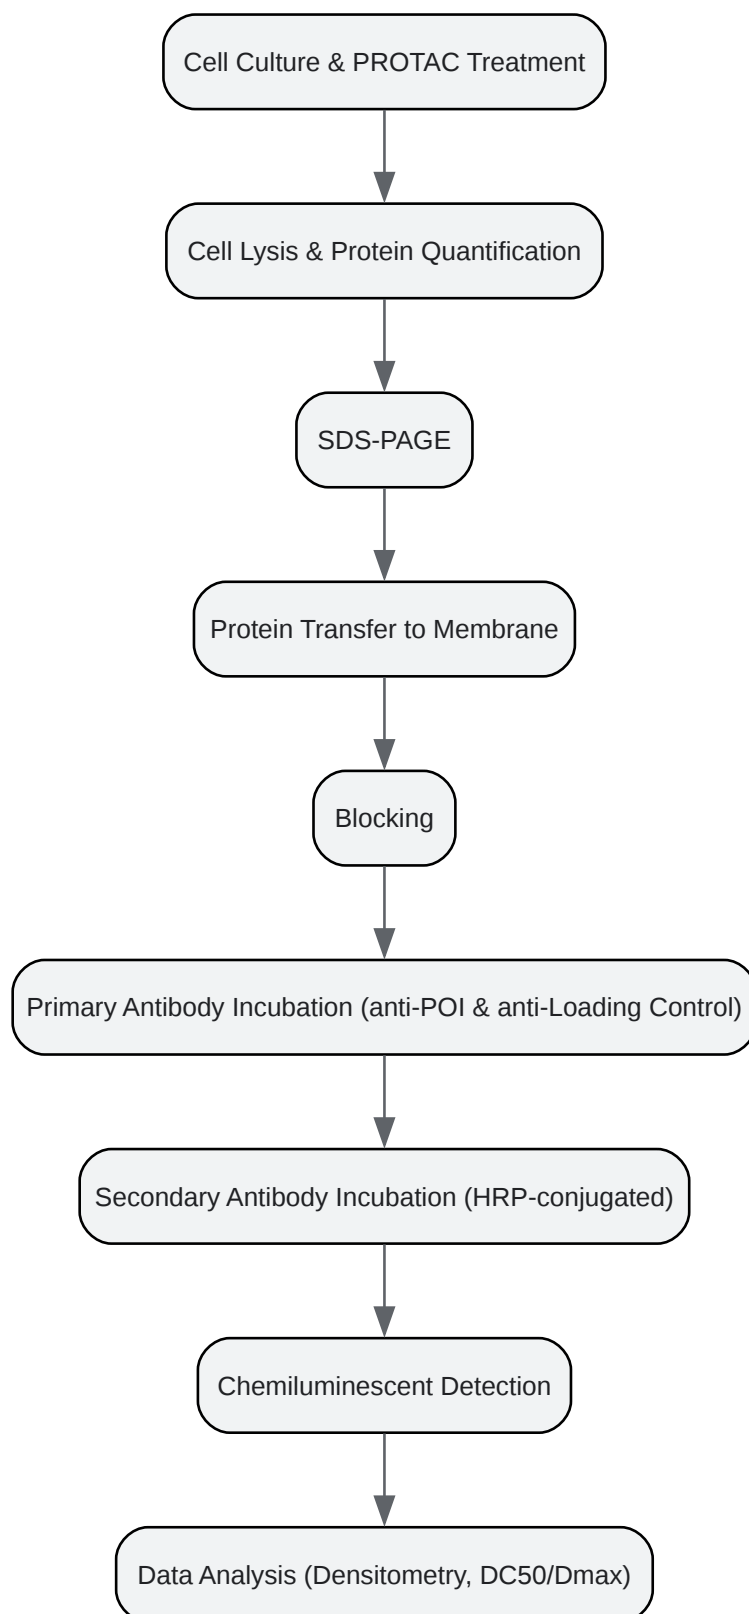 Cell Culture & PROTAC Treatment
Cell Lysis & Protein Quantification
SDS-PAGE
Protein Transfer to Membrane
Blocking
Primary Antibody Incubation (anti-POI & anti-Loading Control)
Secondary Antibody Incubation (HRP-conjugated)
Chemiluminescent Detection
Data Analysis (Densitometry, DC50/Dmax)